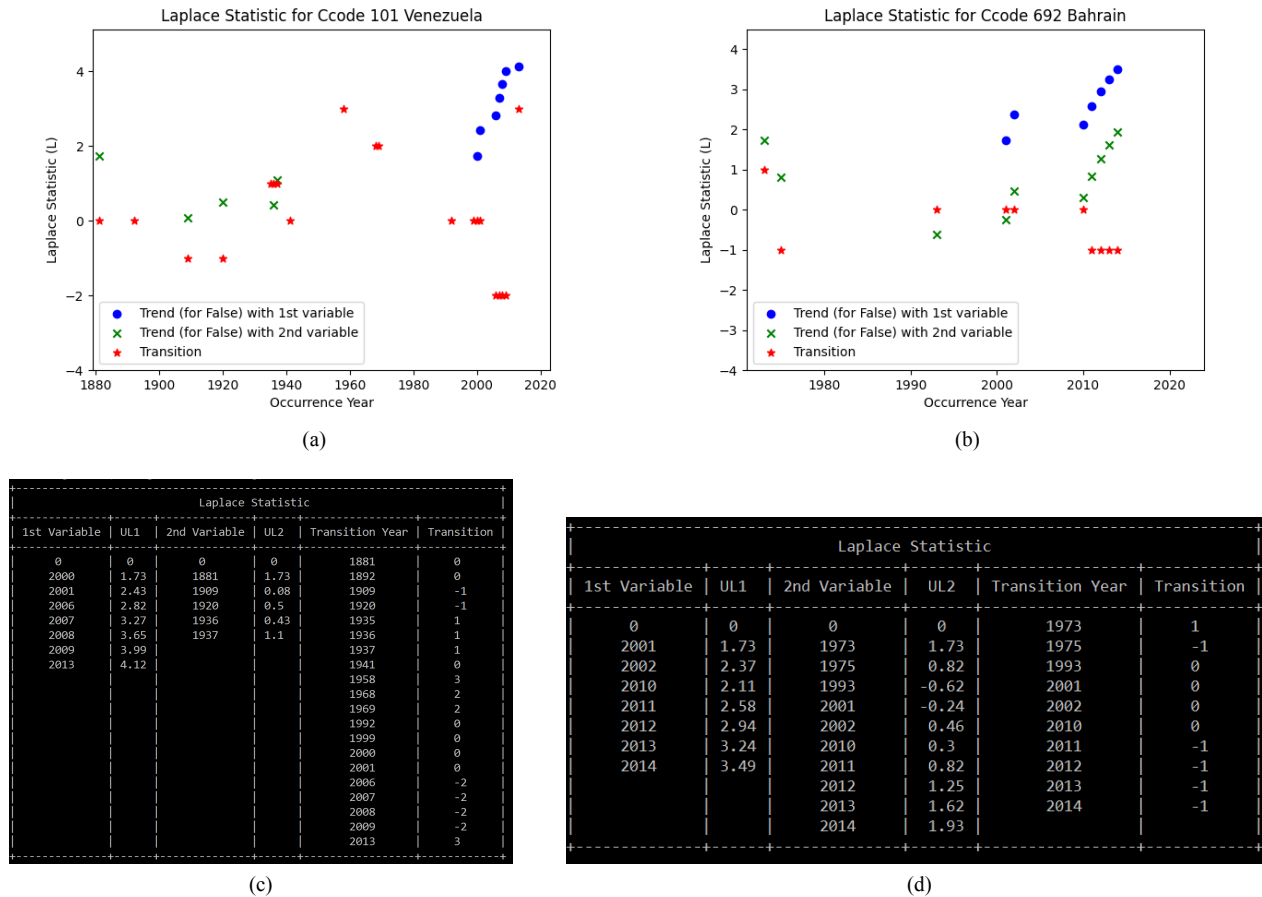 Laplace Statistic for Ccode 101 Venezuela
Laplace Statistic (L)
4
2
0
−2
−4
Trend (for False) with 1st variable
Trend (for False) with 2nd variable
Transition
1880 1900 1920 1940 1960 1980 2000 2020
Occurrence Year
(a)
Laplace Statistic for Ccode 692 Bahrain
Laplace Statistic (L)
4
3
2
1
0
−1
−2
−3
−4
Trend (for False) with 1st variable
Trend (for False) with 2nd variable
Transition
1980 1990 2000 2010 2020
Occurrence Year
(b)
Laplace Statistic
1st Variable | UL1 | 2nd Variable | UL2 | Transition Year | Transition
0 | 0 | 0 | 0 | 1881 | 0
2000 | 1.73 | 1881 | 1.73 | 1892 | 0
2001 | 2.43 | 1909 | 0.08 | 1909 | -1
2006 | 2.82 | 1920 | 0.5 | 1920 | -1
2007 | 3.27 | 1936 | 0.43 | 1935 | 1
2008 | 3.65 | 1937 | 1.1 | 1936 | 1
2009 | 3.99 | | | 1937 | 1
2013 | 4.12 | | | 1941 | 0
| | | | 1958 | 3
| | | | 1968 | 2
| | | | 1969 | 2
| | | | 1992 | 0
| | | | 1999 | 0
| | | | 2000 | 0
| | | | 2001 | 0
| | | | 2006 | -2
| | | | 2007 | -2
| | | | 2008 | -2
| | | | 2009 | -2
| | | | 2013 | 3
(c)
Laplace Statistic
1st Variable | UL1 | 2nd Variable | UL2 | Transition Year | Transition
0 | 0 | 0 | 0 | 1973 | 1
2001 | 1.73 | 1973 | 1.73 | 1975 | -1
2002 | 2.37 | 1975 | 0.82 | 1993 | 0
2010 | 2.11 | 1993 | -0.62 | 2001 | 0
2011 | 2.58 | 2001 | -0.24 | 2002 | 0
2012 | 2.94 | 2002 | 0.46 | 2010 | 0
2013 | 3.24 | 2010 | 0.3 | 2011 | -1
2014 | 3.49 | 2011 | 0.82 | 2012 | -1
| | 2012 | 1.25 | 2013 | -1
| | 2013 | 1.62 | 2014 | -1
| | 2014 | 1.93 | |
(d)